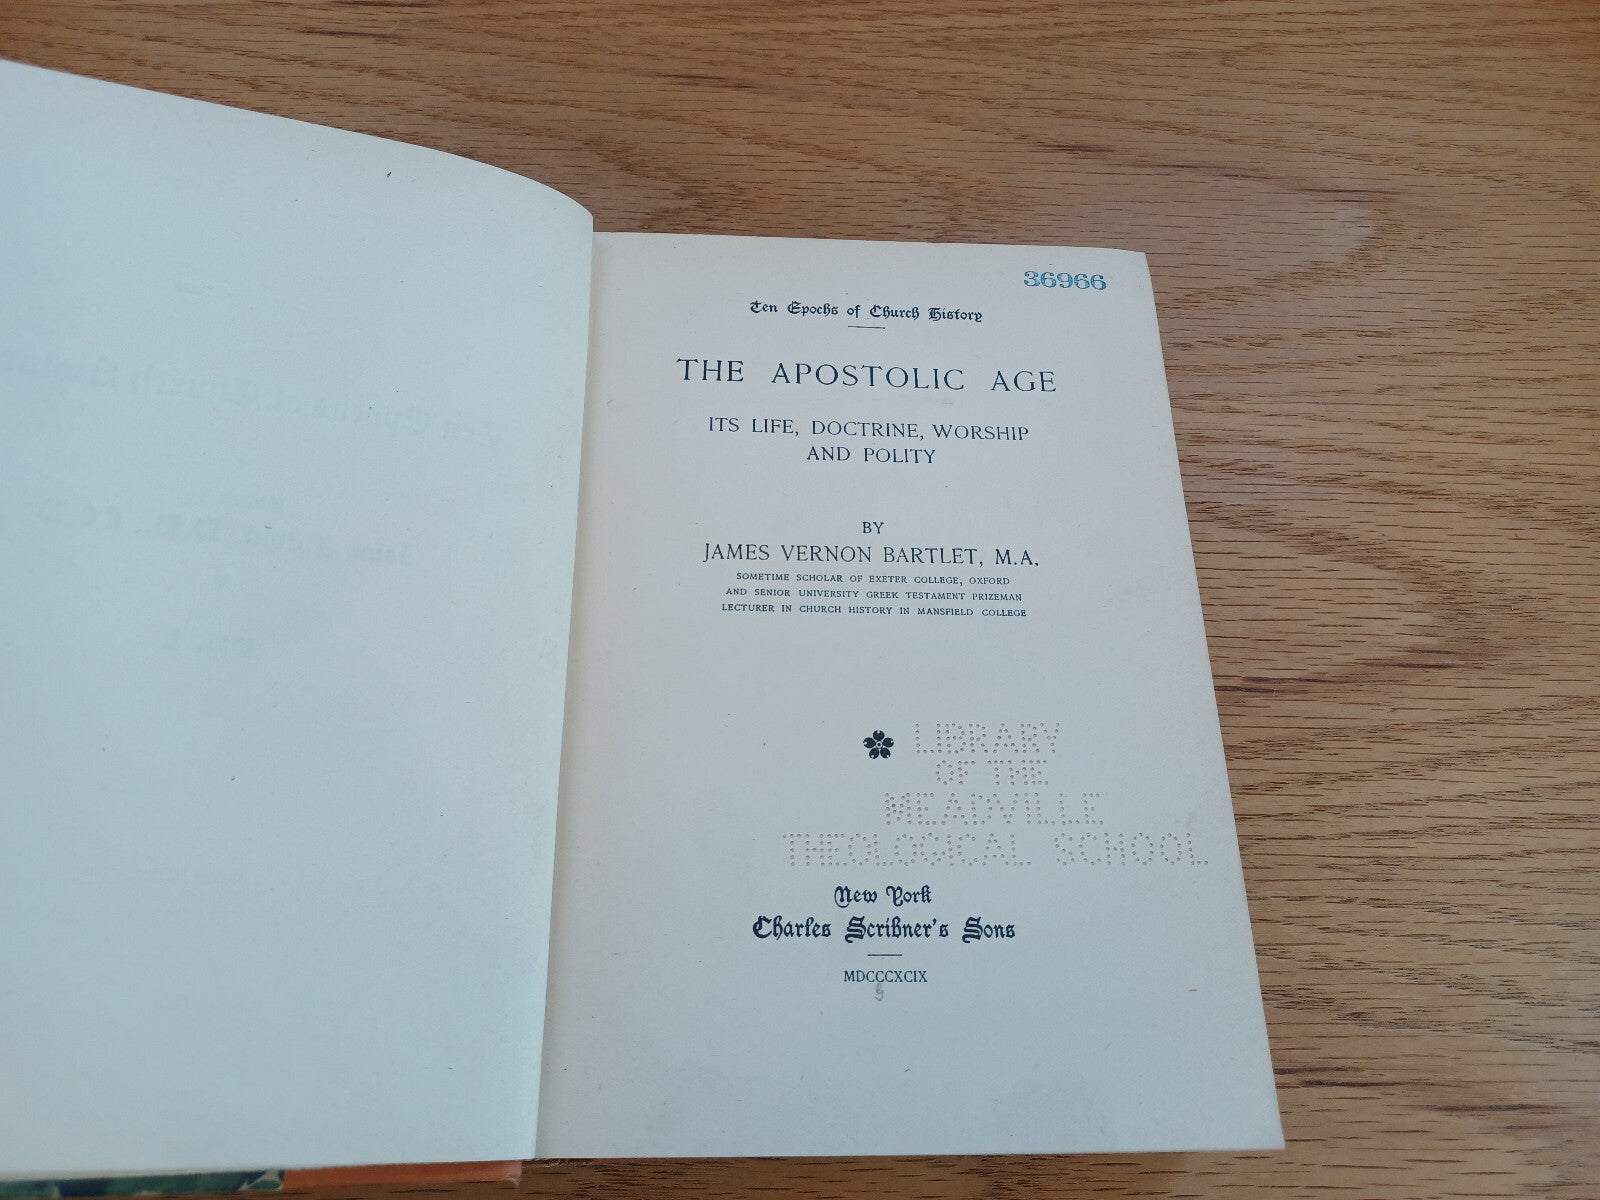 36966
Ten Epochs of Church History
THE APOSTOLIC AGE
ITS LIFE, DOCTRINE, WORSHIP
AND POLITY
BY
JAMES VERNON BARTLET, M.A.
SOMETIME SCHOLAR OF EXETER COLLEGE, OXFORD
AND SENIOR UNIVERSITY GREEK TESTAMENT PRIZEMAN
LECTURER IN CHURCH HISTORY IN MANSFIELD COLLEGE
LIBRARY
OF THE
MEADVILLE
THEOLOGICAL SCHOOL
New York
Charles Scribner's Sons
MDCCCXCIX